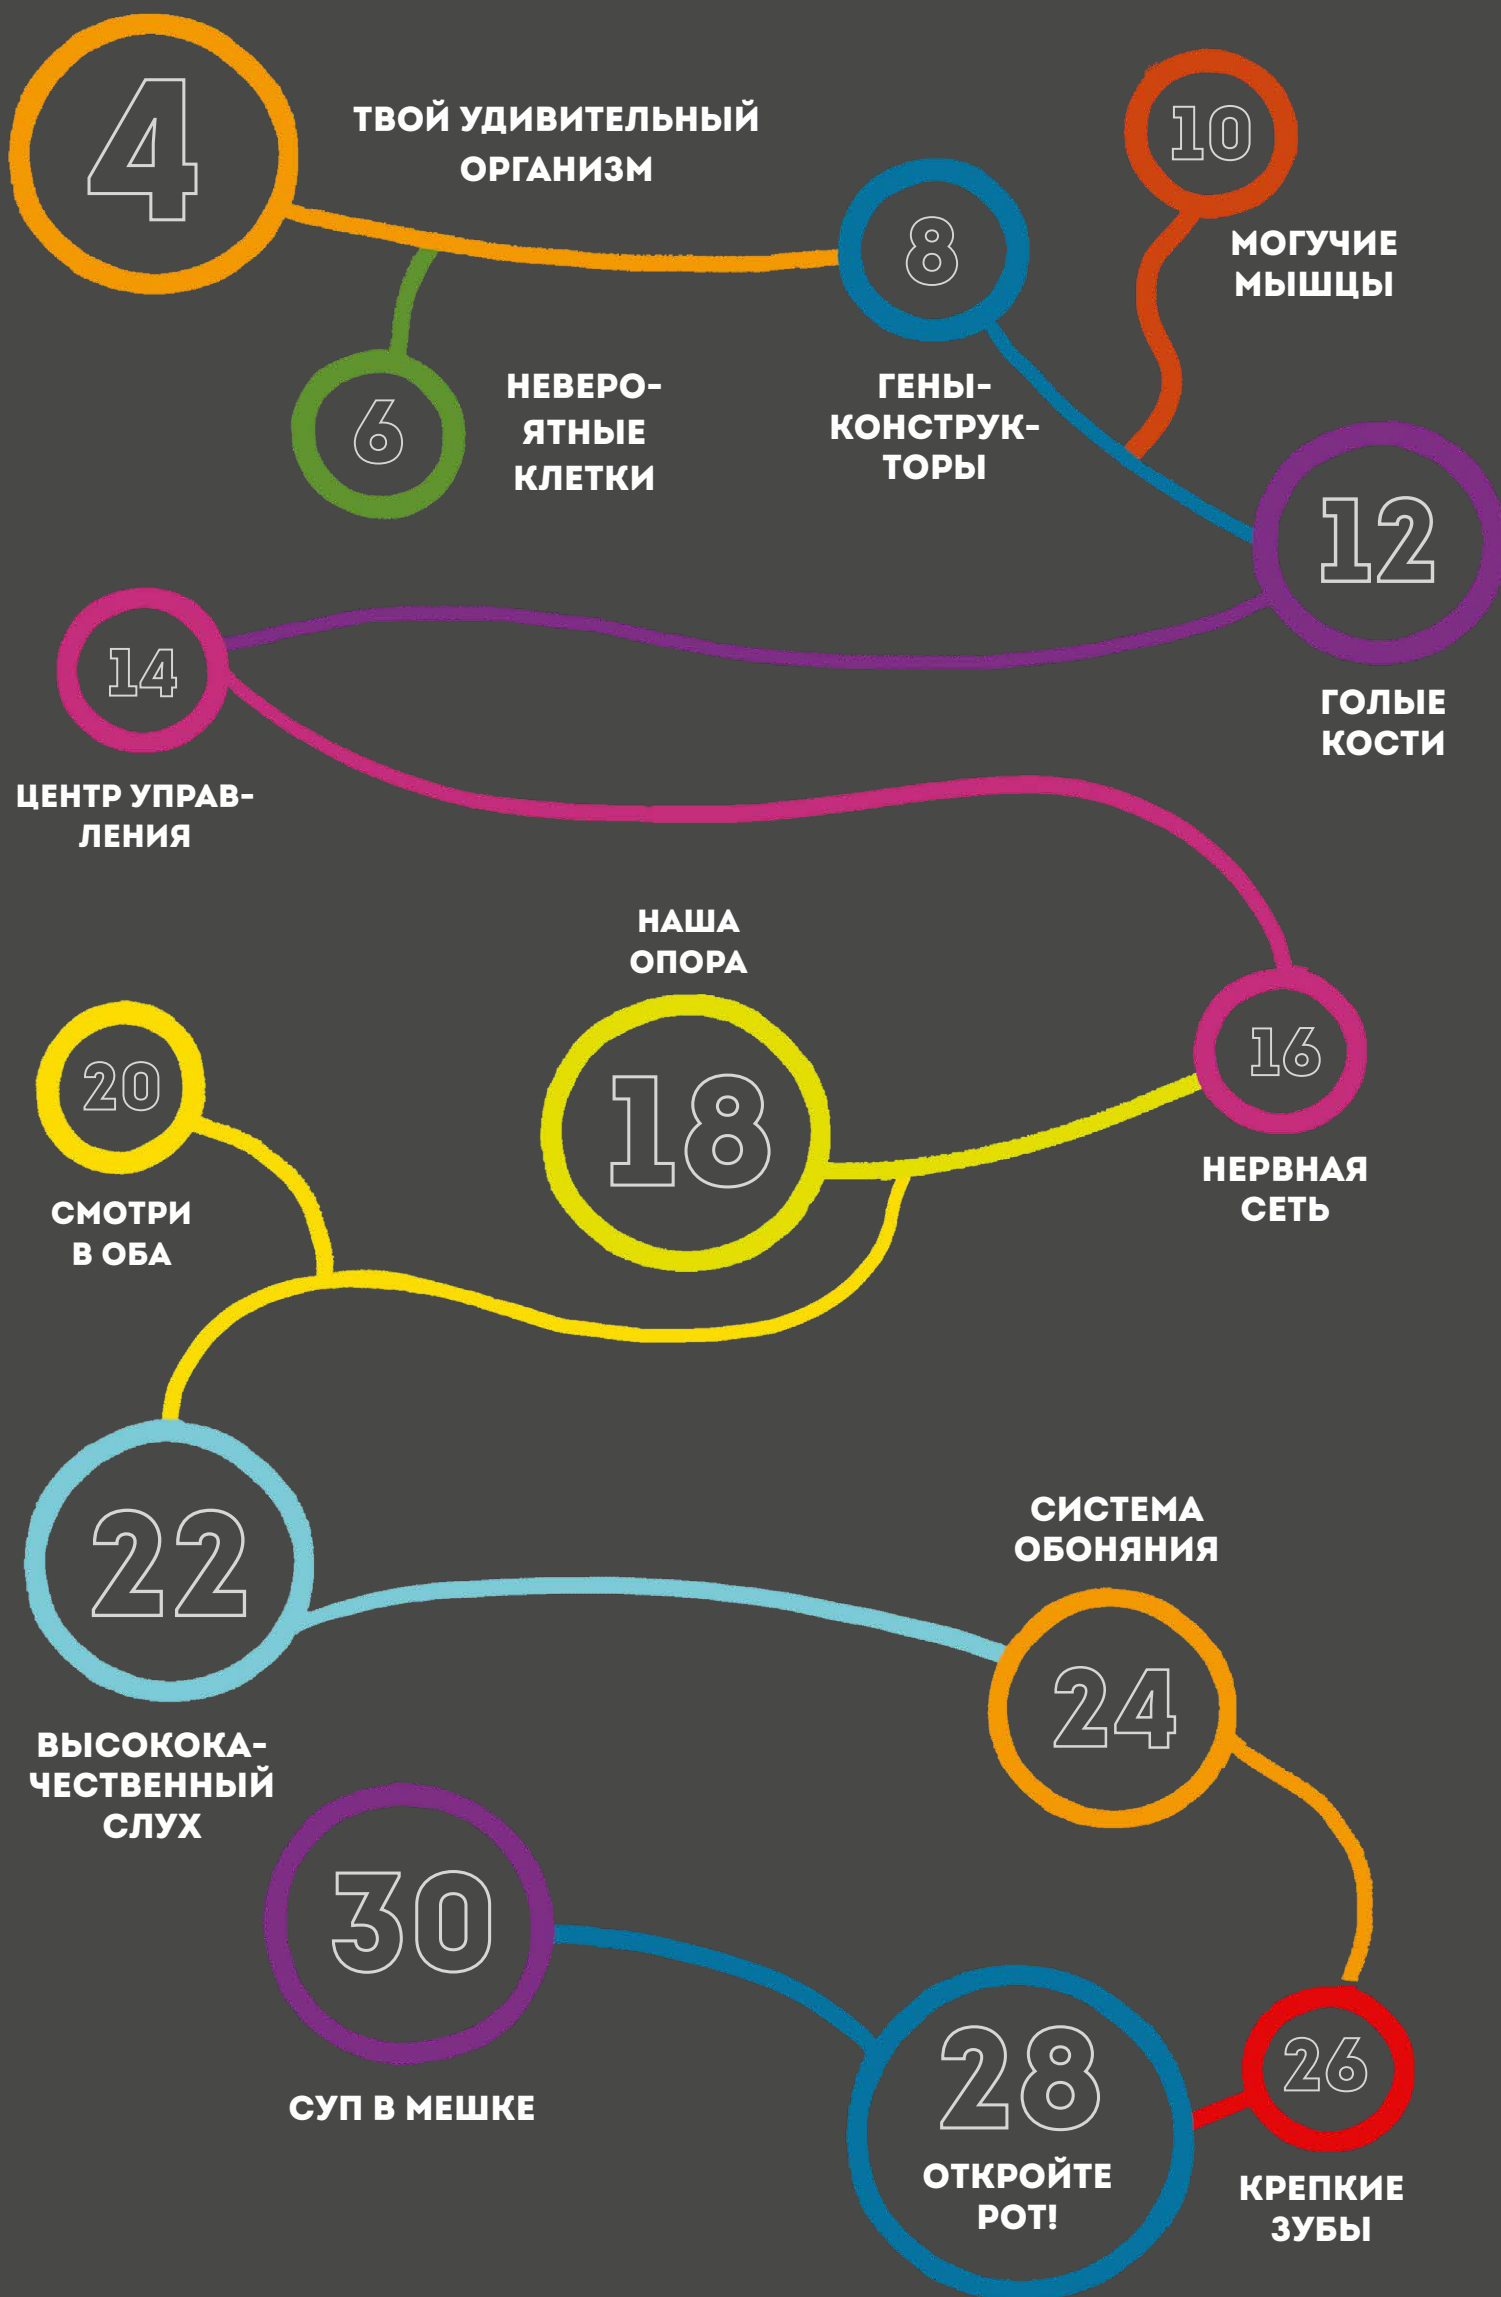 4
ТВОЙ УДИВИТЕЛЬНЫЙ
ОРГАНИЗМ
6
НЕВЕРО-
ЯТНЫЕ
КЛЕТКИ
8
ГЕНЫ-
КОНСТРУК-
ТОРЫ
10
МОГУЧИЕ
МЫШЦЫ
12
ГОЛЫЕ
КОСТИ
14
ЦЕНТР УПРАВ-
ЛЕНИЯ
16
НЕРВНАЯ
СЕТЬ
НАША
ОПОРА
18
20
СМОТРИ
В ОБА
22
ВЫСОКОКА-
ЧЕСТВЕННЫЙ
СЛУХ
СИСТЕМА
ОБОНЯНИЯ
24
26
КРЕПКИЕ
ЗУБЫ
28
ОТКРОЙТЕ
РОТ!
30
СУП В МЕШКЕ